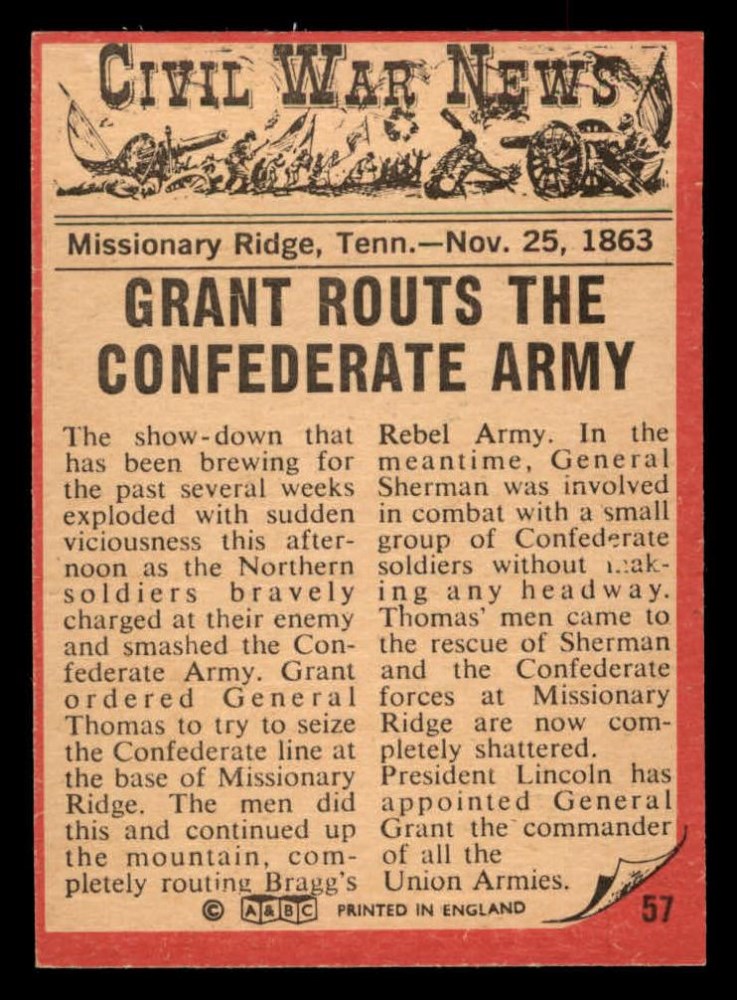 CIVIL WAR NEWS
Missionary Ridge, Tenn.—Nov. 25, 1863
GRANT ROUTS THE
CONFEDERATE ARMY
The show-down that
has been brewing for
the past several weeks
exploded with sudden
viciousness this after-
noon as the Northern
soldiers bravely
charged at their enemy
and smashed the Con-
federate Army. Grant
ordered General
Thomas to try to seize
the Confederate line at
the base of Missionary
Ridge. The men did
this and continued up
the mountain, com-
pletely routing Bragg's
Rebel Army. In the
meantime, General
Sherman was involved
in combat with a small
group of Confederate
soldiers without mak-
ing any headway.
Thomas' men came to
the rescue of Sherman
and the Confederate
forces at Missionary
Ridge are now com-
pletely shattered.
President Lincoln has
appointed General
Grant the commander
of all the
Union Armies.
© A&BC PRINTED IN ENGLAND
57